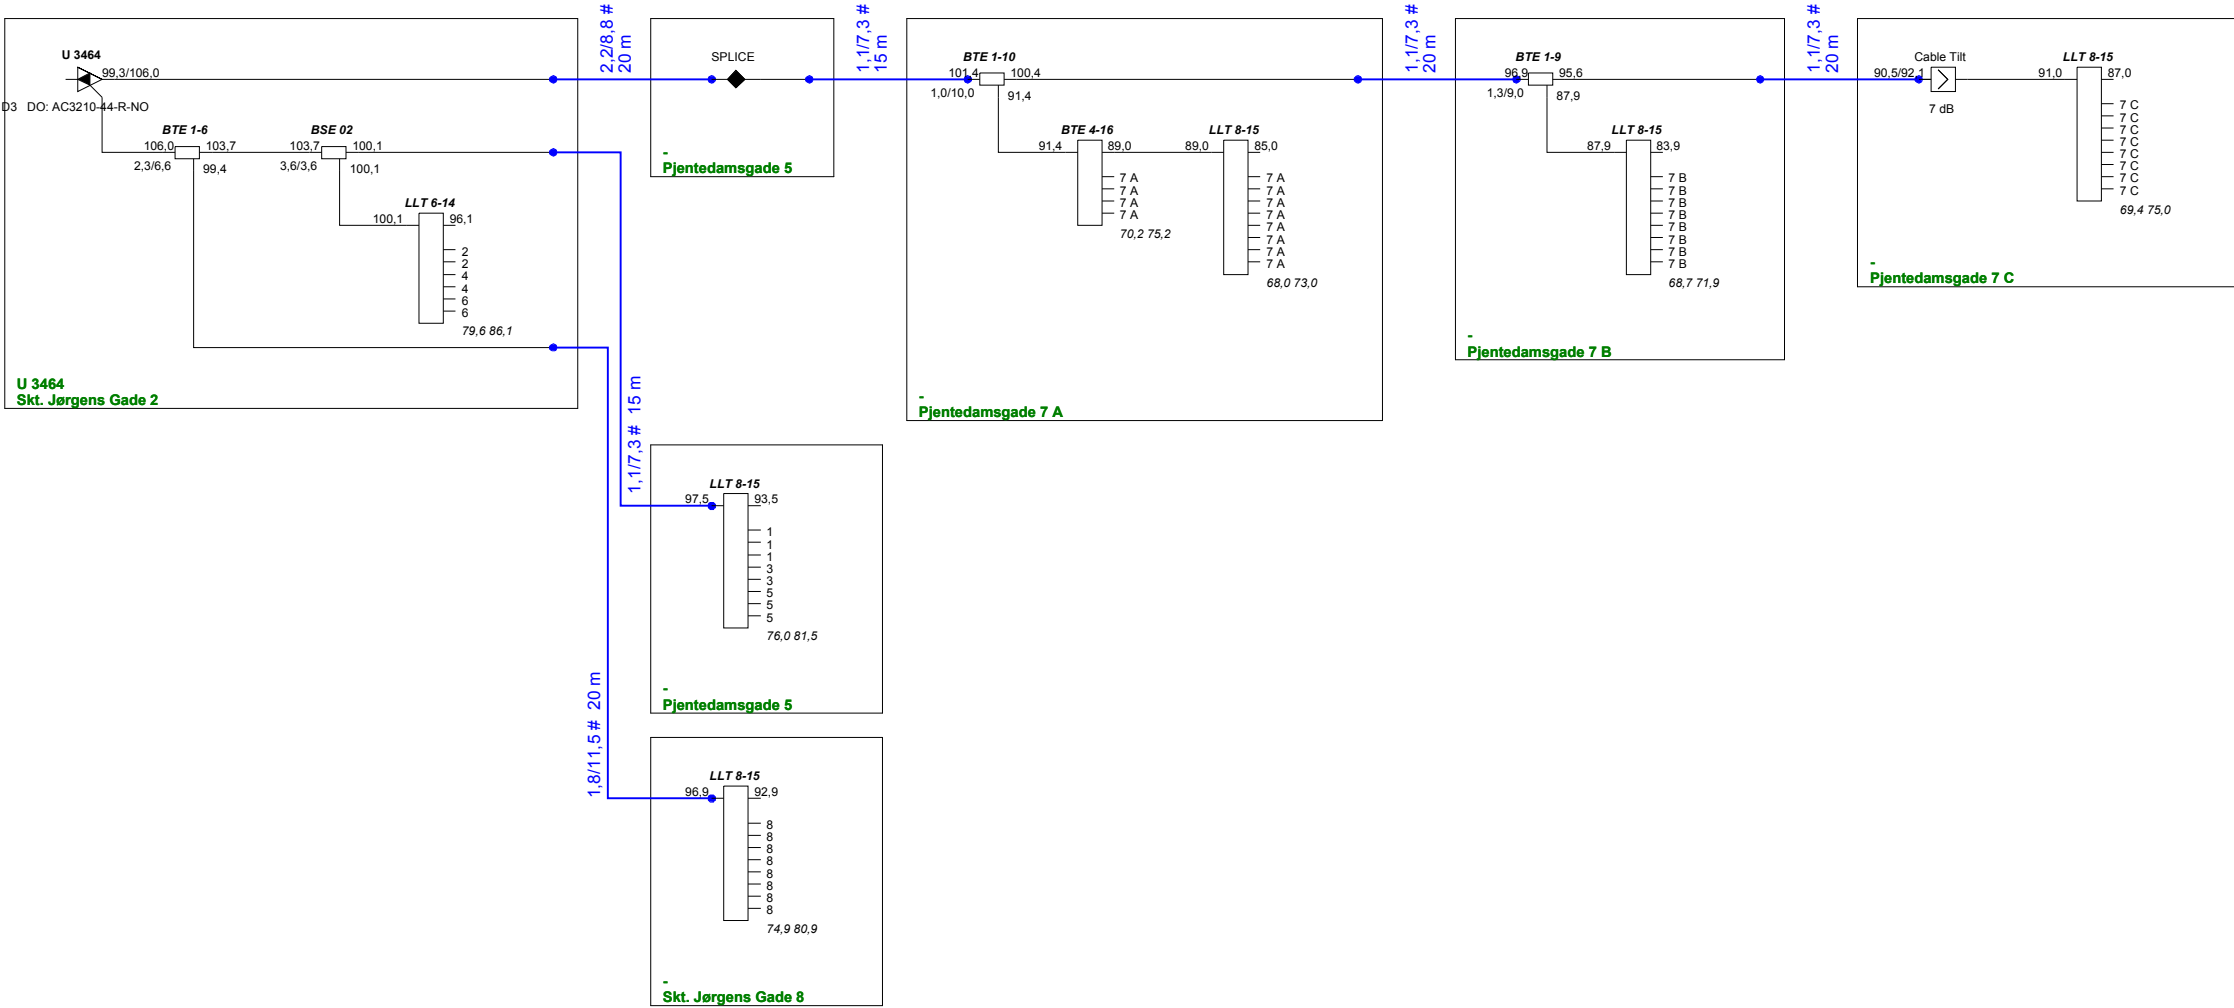 U 3464
99,3/106,0
D3 DO: AC3210-44-R-NO
BTE 1-6
106,0
103,7
2,3/6,6
99,4
BSE 02
103,7
100,1
3,6/3,6
100,1
LLT 6-14
100,1
96,1
2
2
4
4
6
6
79,6 86,1
U 3464
Skt. Jørgens Gade 2
2,2/8,8 #
20 m
SPLICE
-
Pjentedamsgade 5
1,1/7,3 #
15 m
BTE 1-10
101,4
100,4
1,0/10,0
91,4
BTE 4-16
91,4
89,0
7 A
7 A
7 A
7 A
70,2 75,2
LLT 8-15
89,0
85,0
7 A
7 A
7 A
7 A
7 A
7 A
7 A
7 A
68,0 73,0
-
Pjentedamsgade 7 A
1,1/7,3 #
20 m
BTE 1-9
96,9
95,6
1,3/9,0
87,9
LLT 8-15
87,9
83,9
7 B
7 B
7 B
7 B
7 B
7 B
7 B
7 B
68,7 71,9
-
Pjentedamsgade 7 B
1,1/7,3 #
20 m
Cable Tilt
90,5/92,1
7 dB
LLT 8-15
91,0
87,0
7 C
7 C
7 C
7 C
7 C
7 C
7 C
7 C
69,4 75,0
-
Pjentedamsgade 7 C
1,1/7,3 # 15 m
LLT 8-15
97,5
93,5
1
1
1
3
3
5
5
5
76,0 81,5
-
Pjentedamsgade 5
1,8/11,5 # 20 m
LLT 8-15
96,9
92,9
8
8
8
8
8
8
8
8
74,9 80,9
-
Skt. Jørgens Gade 8